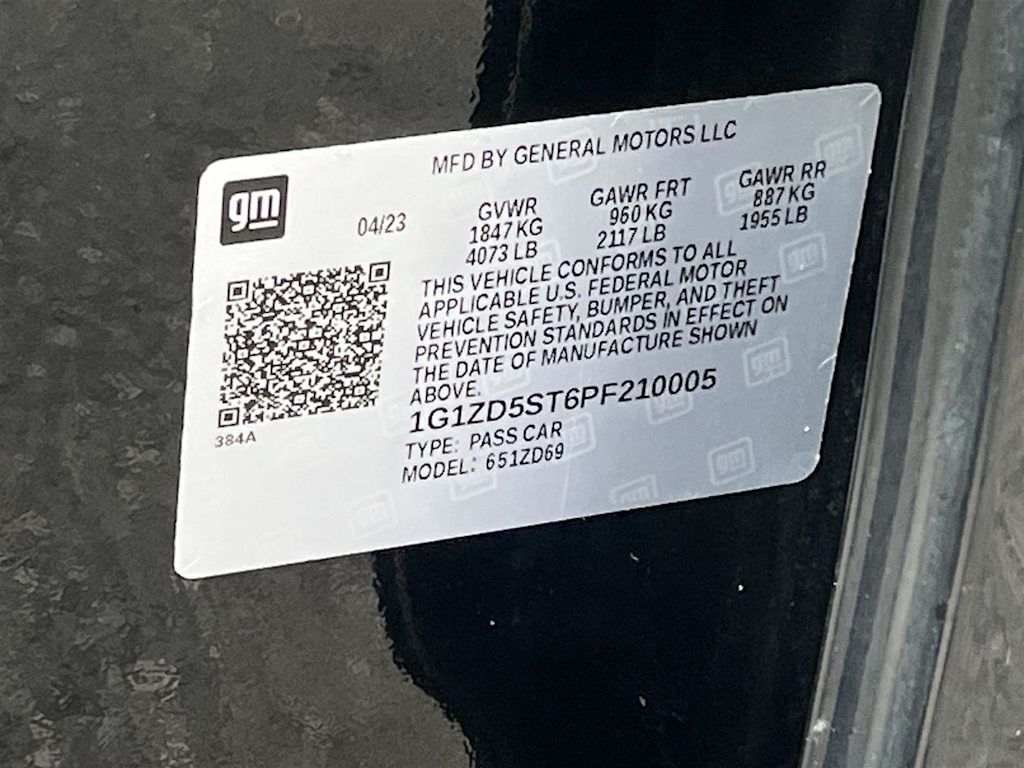 MFD BY GENERAL MOTORS LLC
gm
04/23
GVWR
1847 KG
4073 LB
GAWR FRT
960 KG
2117 LB
GAWR RR
887 KG
1955 LB
THIS VEHICLE CONFORMS TO ALL
APPLICABLE U.S. FEDERAL MOTOR
VEHICLE SAFETY, BUMPER, AND THEFT
PREVENTION STANDARDS IN EFFECT ON
THE DATE OF MANUFACTURE SHOWN
ABOVE.
1G1ZD5ST6PF210005
TYPE: PASS CAR
MODEL: 651ZD69
384A